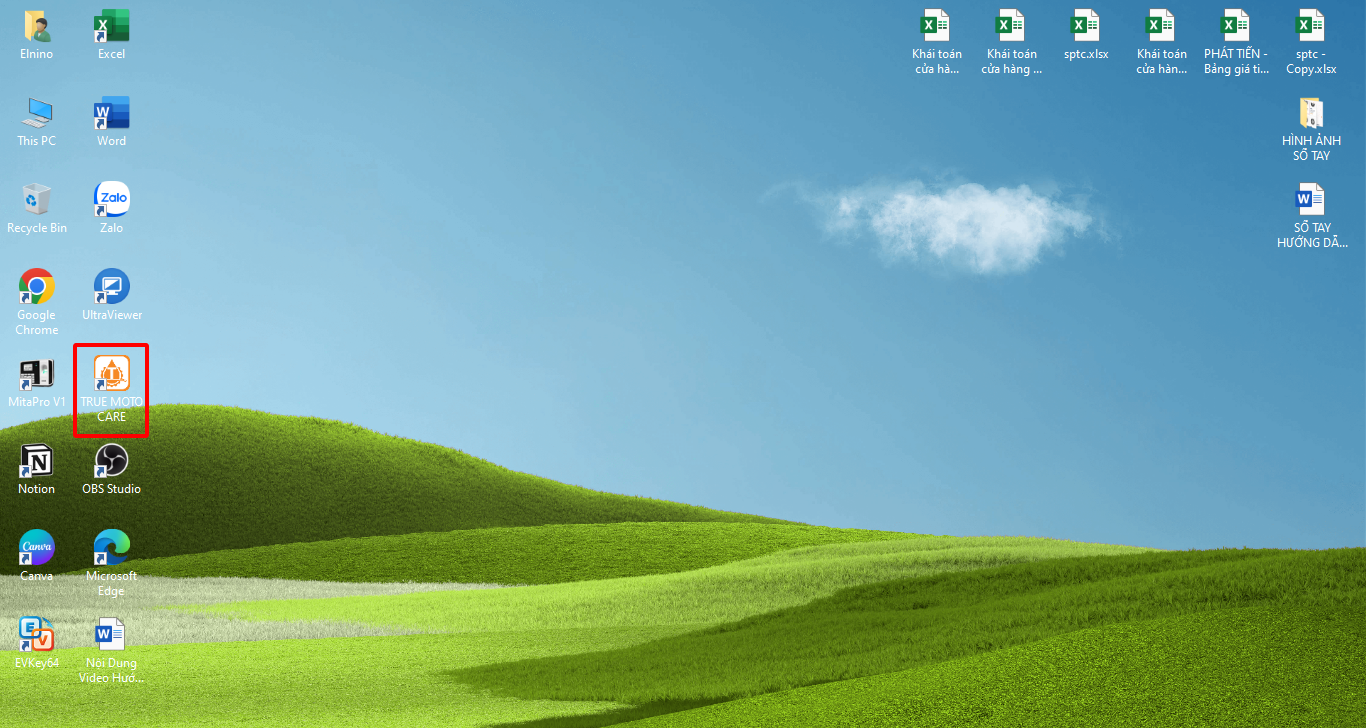 Elnino
Excel
This PC
Word
Recycle Bin
Zalo
Zalo
Google
Chrome
UltraViewer
MitaPro V1
TRUE MOTO
CARE
N
Notion
OBS Studio
Canva
Canva
Microsoft
Edge
E
V
EVKey64
Nội Dung
Video Hướ...
Khái toán
cửa hà...
Khái toán
cửa hàng ...
sptc.xlsx
Khái toán
cửa hàn...
PHÁT TIẾN -
Bảng giá ti...
sptc -
Copy.xlsx
HÌNH ẢNH
SỔ TAY
SỔ TAY
HƯỚNG DẪ...